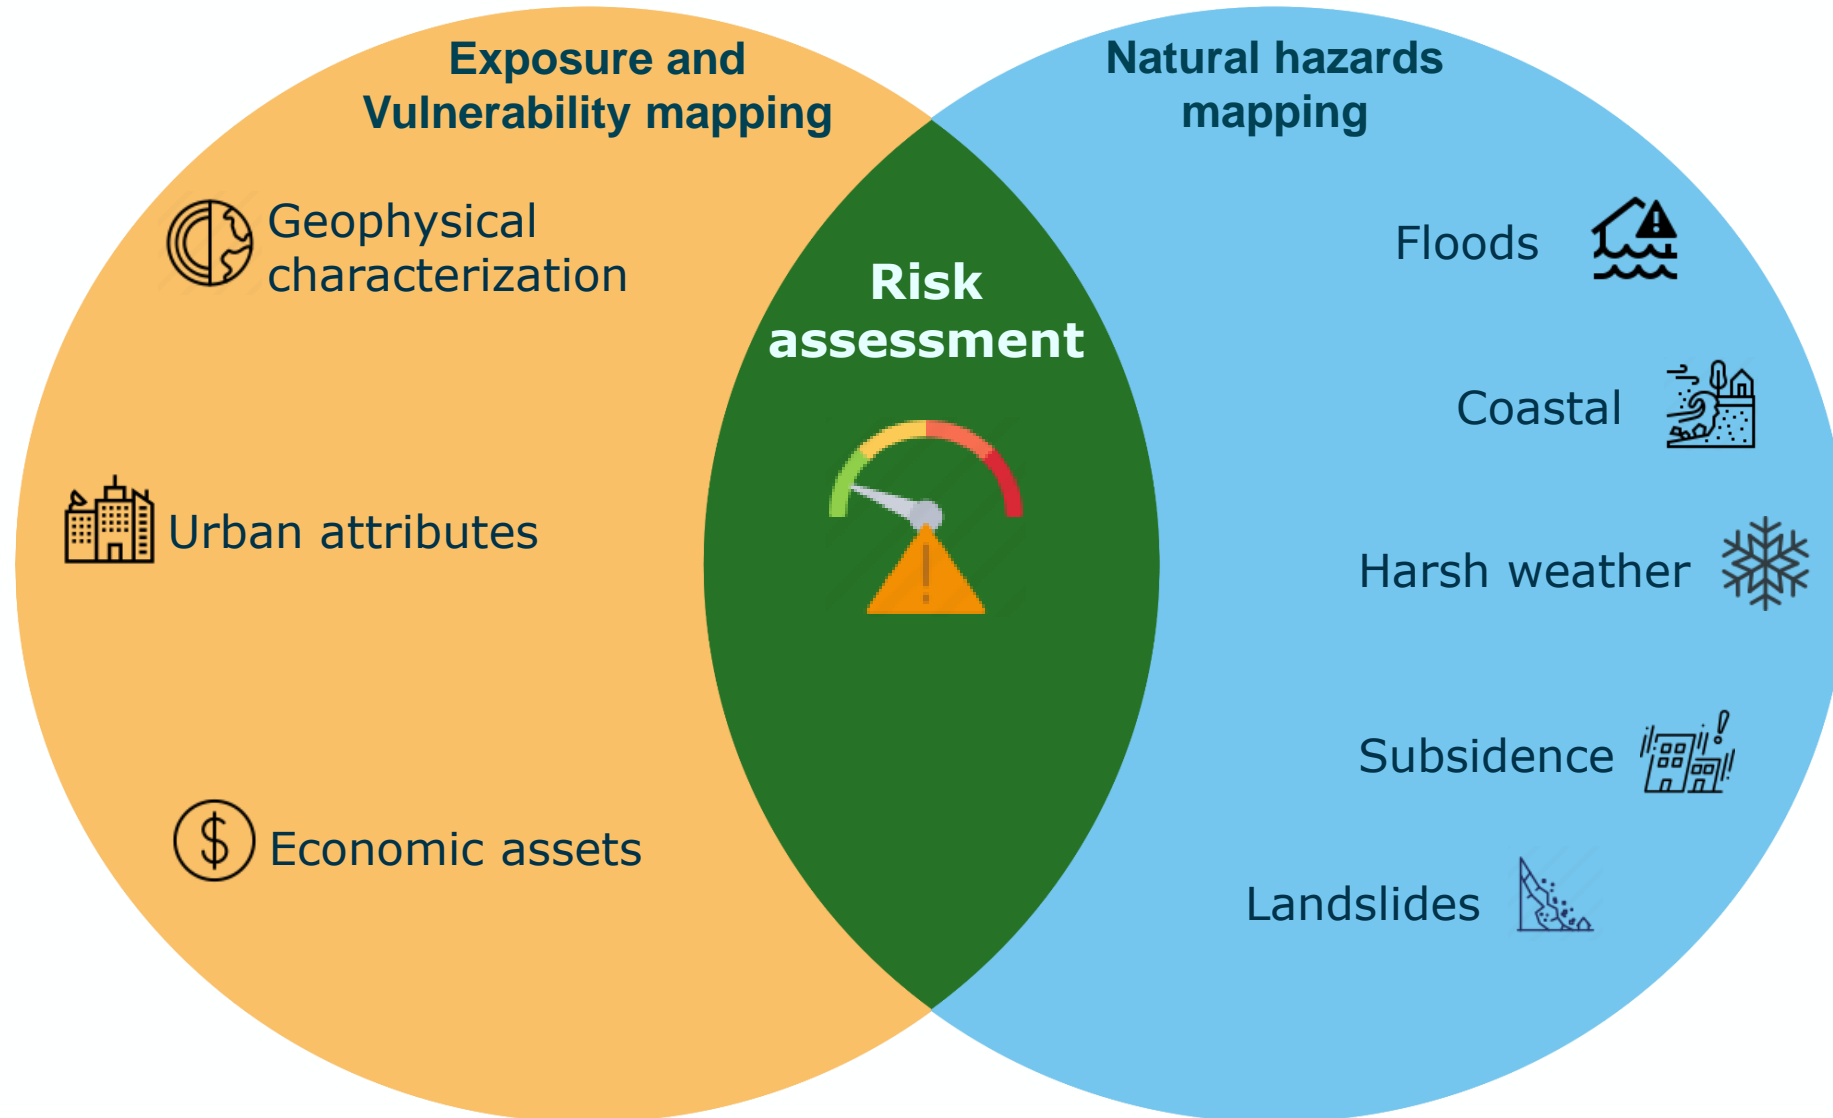 Exposure and
Vulnerability mapping
Geophysical
characterization
Urban attributes
Economic assets
Risk
assessment
Natural hazards
mapping
Floods
Coastal
Harsh weather
Subsidence
Landslides